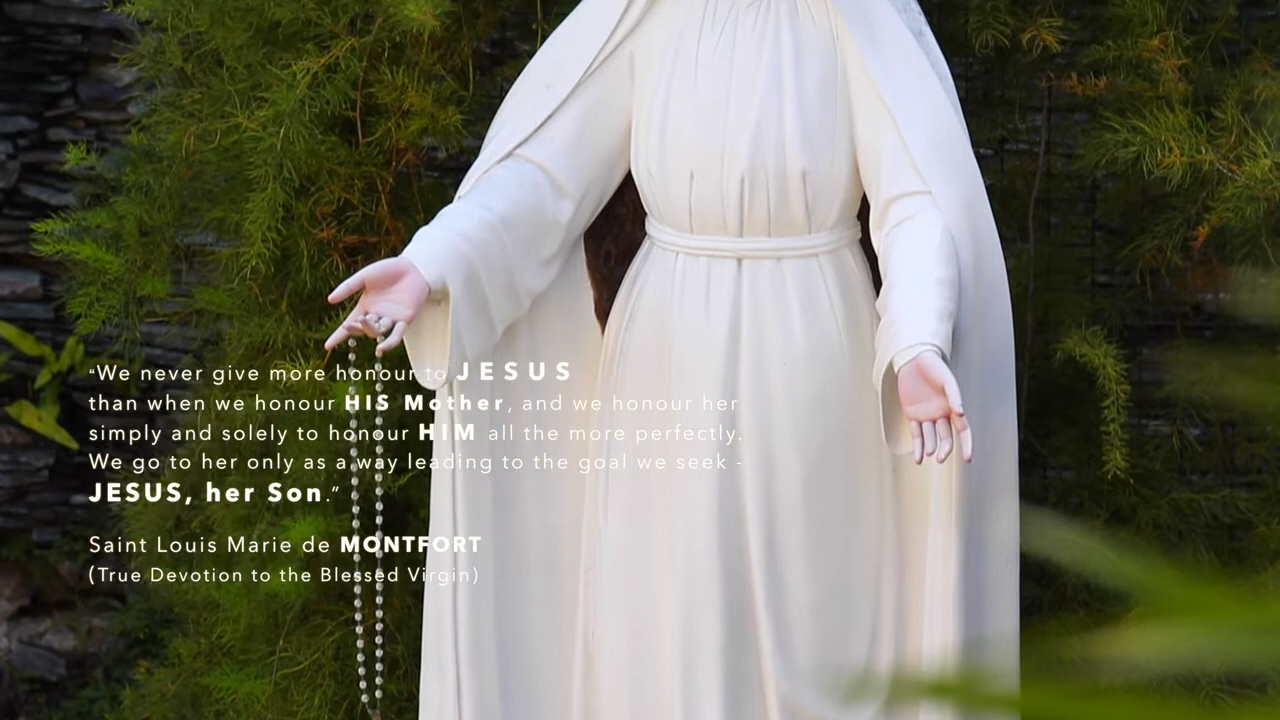 “We never give more honour to JESUS
than when we honour HIS Mother, and we honour her
simply and solely to honour HIM all the more perfectly.
We go to her only as a way leading to the goal we seek -
JESUS, her Son.”
Saint Louis Marie de MONTFORT
(True Devotion to the Blessed Virgin)